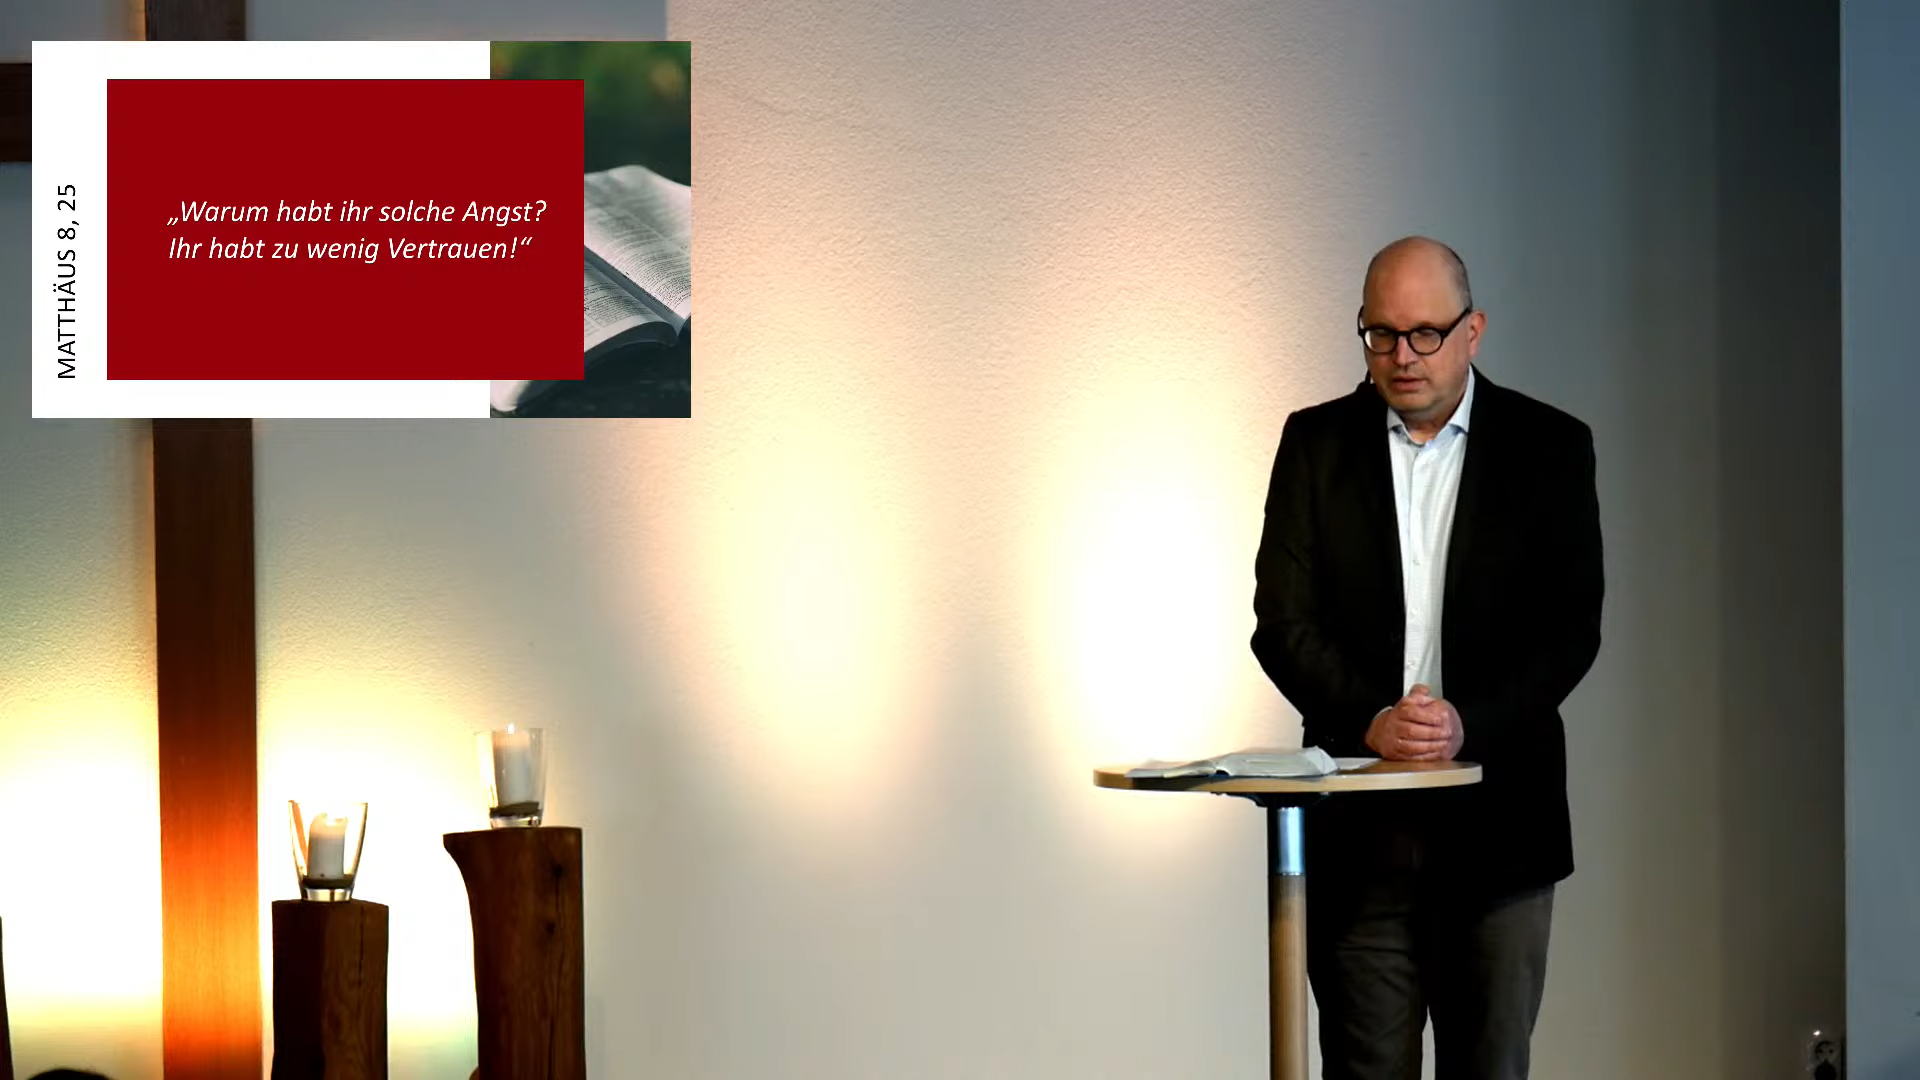 MATTHÄUS 8, 25
„Warum habt ihr solche Angst?
Ihr habt zu wenig Vertrauen!“